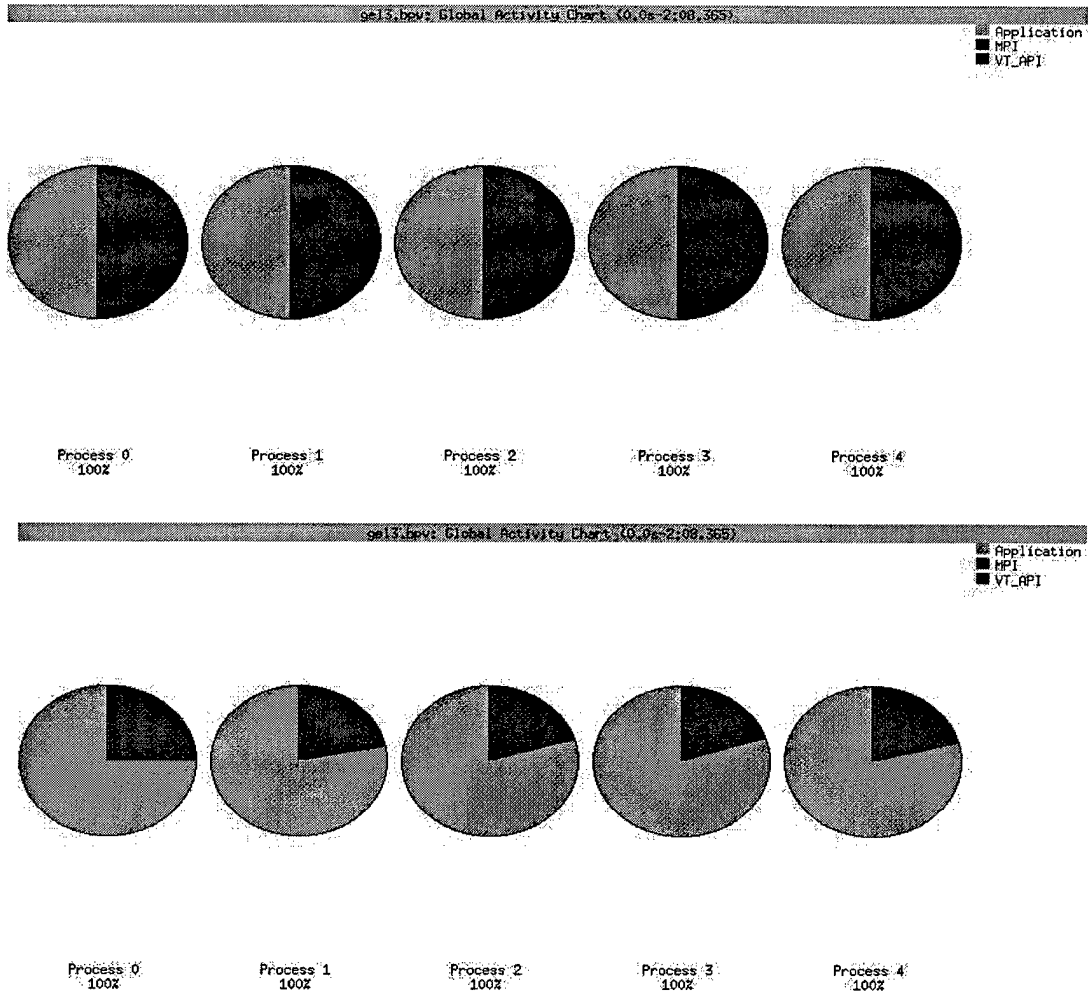 gel3.bpv: Global Activity Chart (0.0s-2:08.365)
Application
MPI
VT_API
Process 0
100%
Process 1
100%
Process 2
100%
Process 3
100%
Process 4
100%
gel3.bpv: Global Activity Chart (0.0s-2:08.365)
Application
MPI
VT_API
Process 0
100%
Process 1
100%
Process 2
100%
Process 3
100%
Process 4
100%